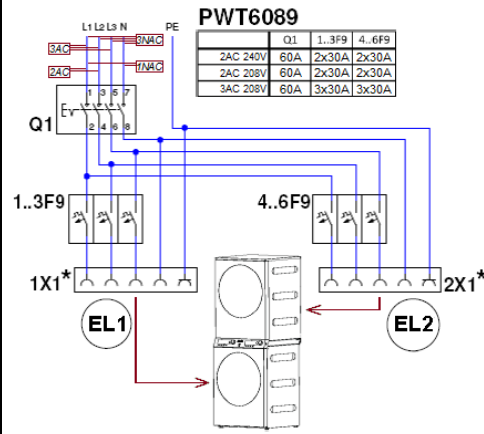 PWT6089
L1 L2 L3 N PE
3NAC
3AC
1NAC
2AC
Q1 1..3F9 4..6F9
2AC 240V 60A 2x30A 2x30A
2AC 208V 60A 2x30A 2x30A
3AC 208V 60A 3x30A 3x30A
1 3 5 7
Q1
2 4 6 8
1..3F9
4..6F9
1X1*
2X1*
EL1
EL2